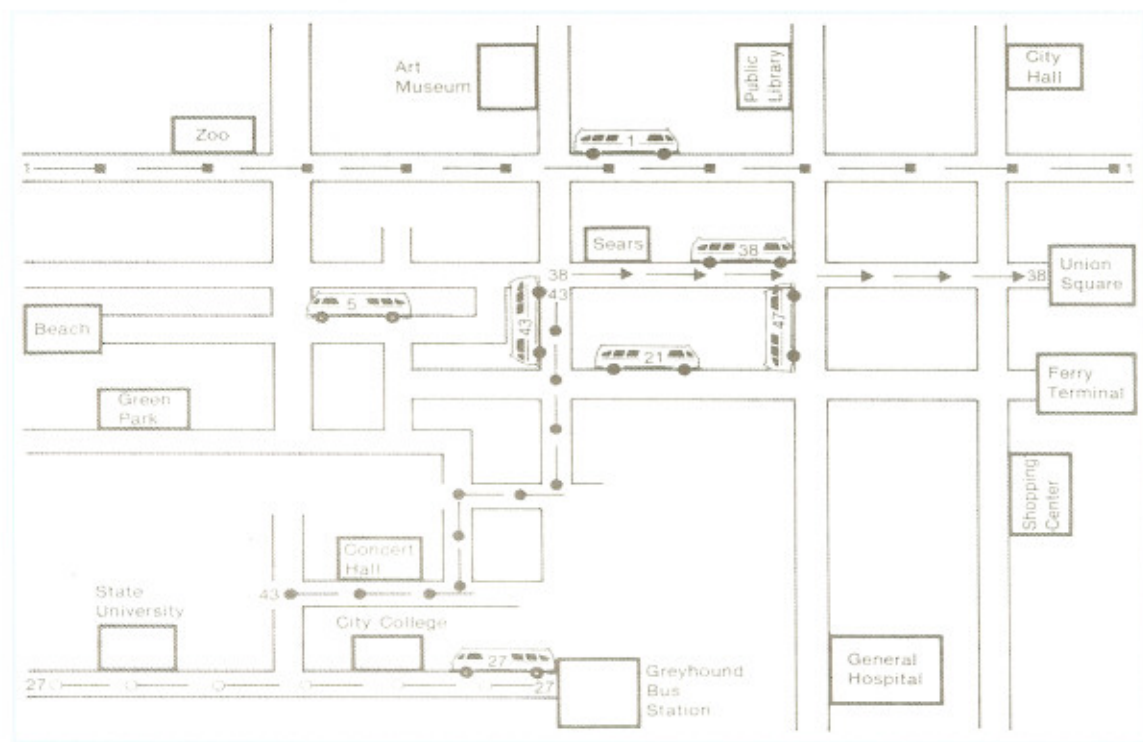 Art
Museum
Public
Library
City
Hall
Zoo
1
1
1
Sears
38
38
38
Union
Square
43
5
43
47
Beach
21
Ferry
Terminal
Green
Park
Shopping
Center
Concert
Hall
43
State
University
City College
27
27
27
Greyhound
Bus
Station
General
Hospital